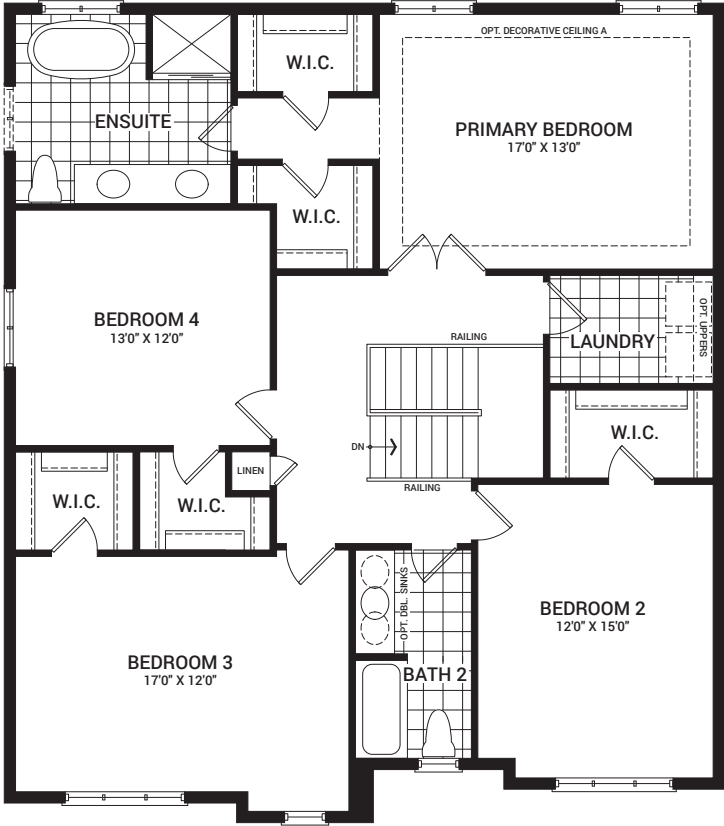 OPT. DECORATIVE CEILING A
W.I.C.
ENSUITE
PRIMARY BEDROOM
17'0" X 13'0"
W.I.C.
BEDROOM 4
13'0" X 12'0"
OPT. UPPERS
LAUNDRY
RAILING
W.I.C.
DN
LINEN
RAILING
W.I.C.
W.I.C.
OPT. DBL. SINKS
BEDROOM 2
12'0" X 15'0"
BEDROOM 3
17'0" X 12'0"
BATH 2